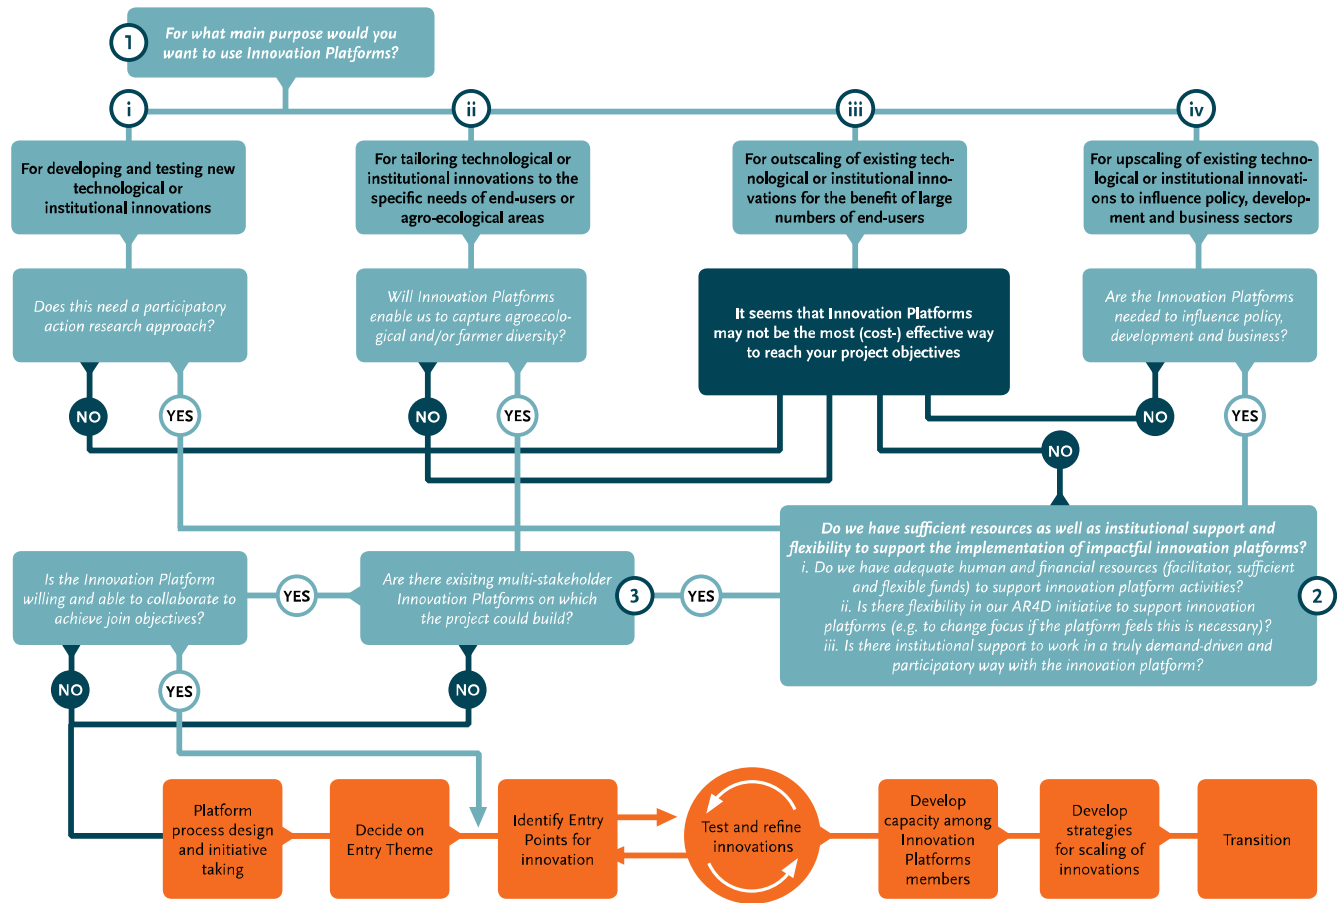 1
For what main purpose would you
want to use Innovation Platforms?
i
ii
iii
iv
For developing and testing new
technological or
institutional innovations
For tailoring technological or
institutional innovations to the
specific needs of end-users or
agro-ecological areas
For outscaling of existing tech-
nological or institutional inno-
vations for the benefit of large
numbers of end-users
For upscaling of existing techno-
logical or institutional innovati-
ons to influence policy, develop-
ment and business sectors
Does this need a participatory
action research approach?
Will Innovation Platforms
enable us to capture agroecolo-
gical and/or farmer diversity?
It seems that Innovation Platforms
may not be the most (cost-) effective way
to reach your project objectives
Are the Innovation Platforms
needed to influence policy,
development and business?
NO
YES
NO
YES
NO
YES
NO
Do we have sufficient resources as well as institutional support and
flexibility to support the implementation of impactful innovation platforms?
i. Do we have adequate human and financial resources (facilitator, sufficient
and flexible funds) to support innovation platform activities?
ii. Is there flexibility in our AR4D initiative to support innovation
platforms (e.g. to change focus if the platform feels this is necessary)?
iii. Is there institutional support to work in a truly demand-driven and
participatory way with the innovation platform?
2
YES
Are there exisitng multi-stakeholder
Innovation Platforms on which
the project could build?
3
YES
Is the Innovation Platform
willing and able to collaborate to
achieve join objectives?
NO
YES
NO
Platform
process design
and initiative
taking
Decide on
Entry Theme
Identify Entry
Points for
innovation
Test and refine
innovations
Develop
capacity among
Innovation
Platforms
members
Develop
strategies
for scaling of
innovations
Transition